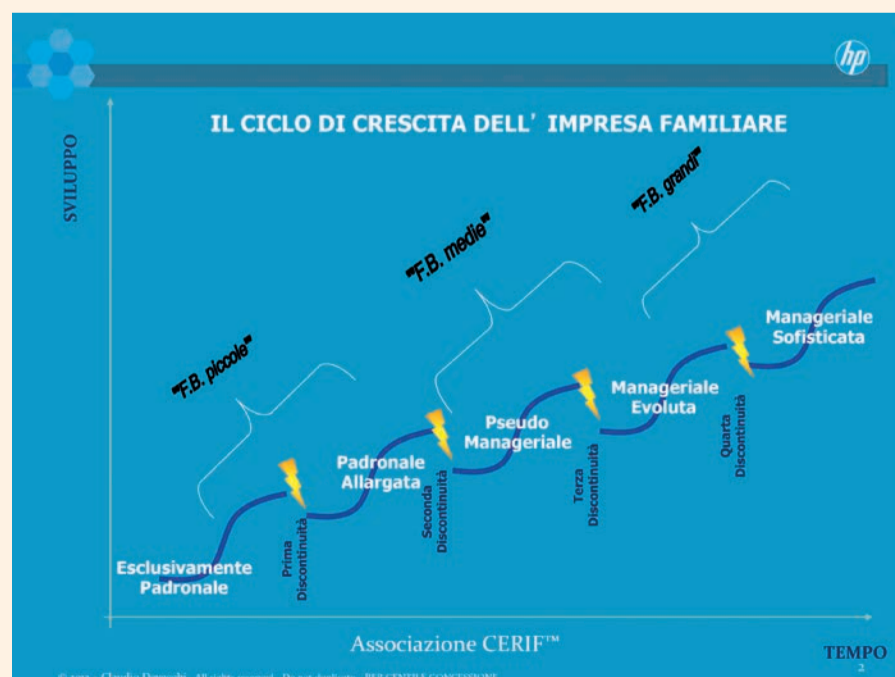 hp
IL CICLO DI CRESCITA DELL' IMPRESA FAMILIARE
SVILUPPO
"F.B. grandi"
"F.B. medie"
"F.B. piccole"
Manageriale
Sofisticata
Manageriale
Evoluta
Pseudo
Manageriale
Padronale
Allargata
Esclusivamente
Padronale
Prima
Discontinuità
Seconda
Discontinuità
Terza
Discontinuità
Quarta
Discontinuità
Associazione CERIF™
TEMPO
2